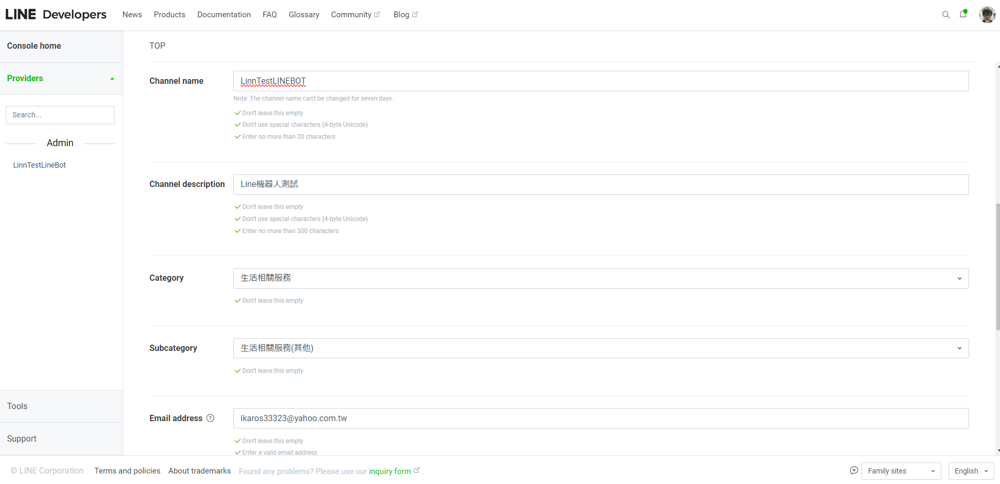 LINE Developers News Products Documentation FAQ Glossary Community Blog
Console home
Providers
Search...
Admin
LinnTestLineBot
Tools
Support
TOP
Channel name LinnTestLINEBOT
Note: The channel name can't be changed for seven days.
Don't leave this empty
Don't use special characters (4-byte Unicode)
Enter no more than 20 characters
Channel description Line機器人測試
Don't leave this empty
Don't use special characters (4-byte Unicode)
Enter no more than 500 characters
Category 生活相關服務
Don't leave this empty
Subcategory 生活相關服務(其他)
Don't leave this empty
Email address ? ikaros33323@yahoo.com.tw
Don't leave this empty
Enter a valid email address
© LINE Corporation Terms and policies About trademarks Found any problems? Please use our inquiry form . Family sites English